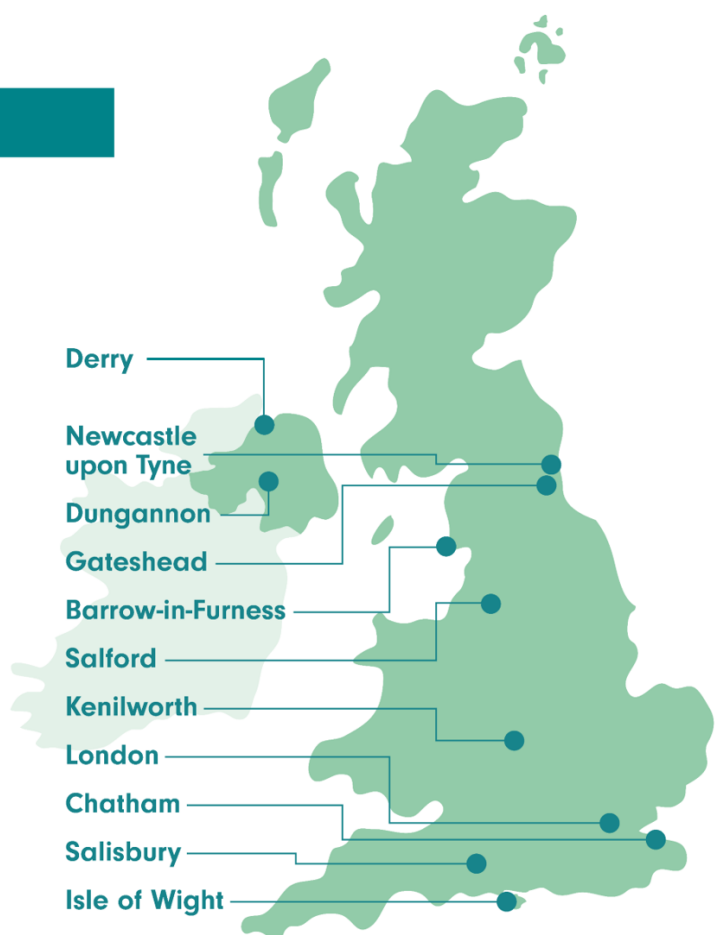 Derry
Newcastle
upon Tyne
Dungannon
Gateshead
Barrow-in-Furness
Salford
Kenilworth
London
Chatham
Salisbury
Isle of Wight